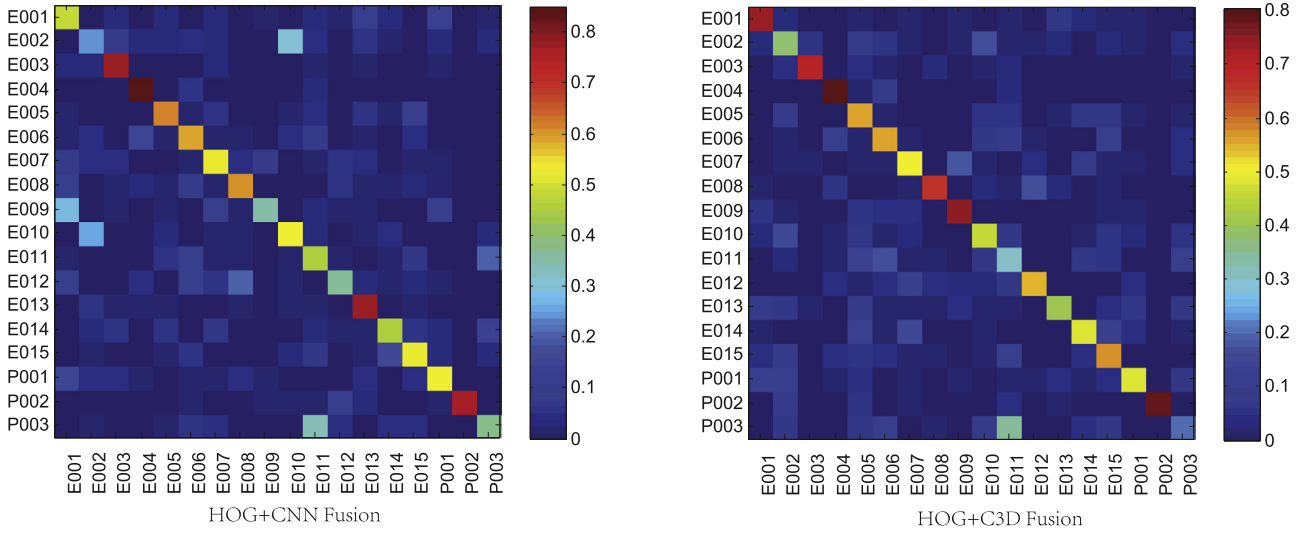 E001
E002
E003
E004
E005
E006
E007
E008
E009
E010
E011
E012
E013
E014
E015
P001
P002
P003
E001 E002 E003 E004 E005 E006 E007 E008 E009 E010 E011 E012 E013 E014 E015 P001 P002 P003
0.8
0.7
0.6
0.5
0.4
0.3
0.2
0.1
0
HOG+CNN Fusion
E001
E002
E003
E004
E005
E006
E007
E008
E009
E010
E011
E012
E013
E014
E015
P001
P002
P003
E001 E002 E003 E004 E005 E006 E007 E008 E009 E010 E011 E012 E013 E014 E015 P001 P002 P003
0.8
0.7
0.6
0.5
0.4
0.3
0.2
0.1
0
HOG+C3D Fusion